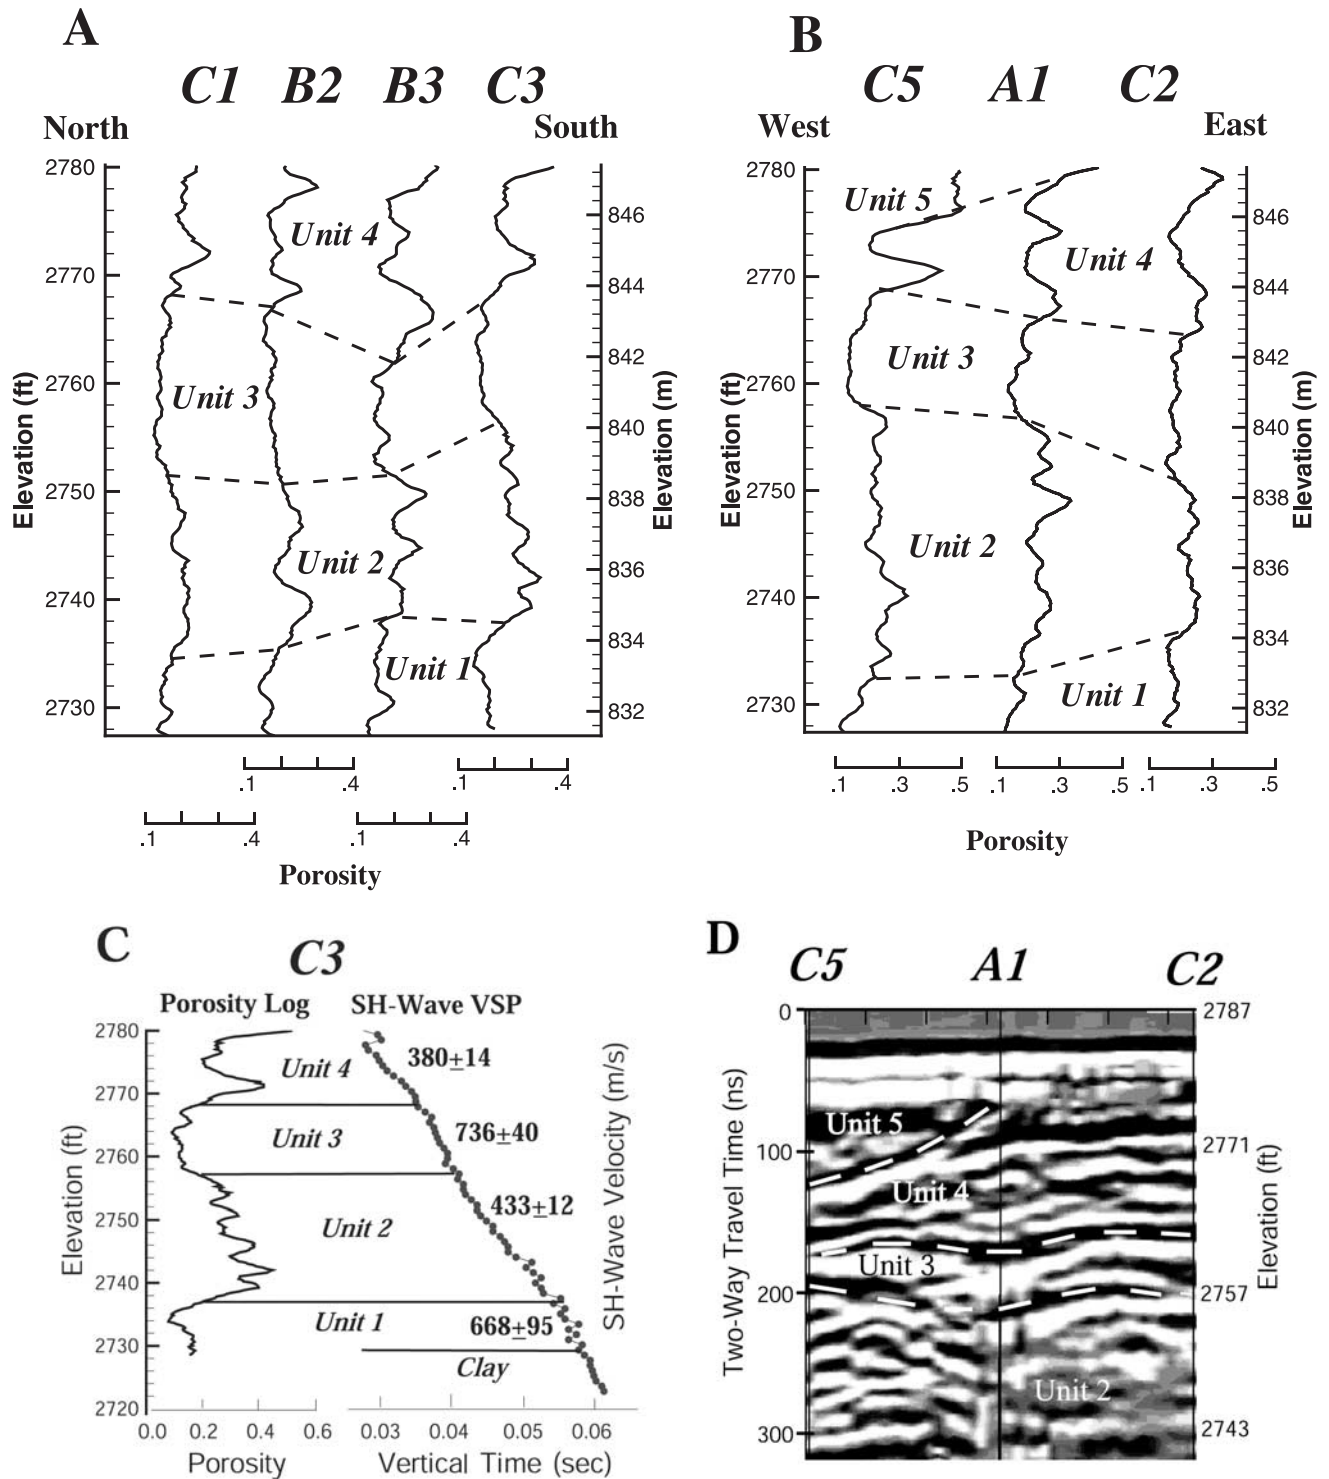 A
C1 B2 B3 C3
North South
2780
2770
2760
2750
2740
2730
Elevation (ft)
846
844
842
840
838
836
834
832
Elevation (m)
Unit 4
Unit 3
Unit 2
Unit 1
.1 .4 .1 .4
.1 .4 .1 .4
Porosity
B
C5 A1 C2
West East
2780
2770
2760
2750
2740
2730
Elevation (ft)
846
844
842
840
838
836
834
832
Elevation (m)
Unit 5
Unit 4
Unit 3
Unit 2
Unit 1
.1 .3 .5 .1 .3 .5 .1 .3 .5
Porosity
C
C3
Porosity Log SH-Wave VSP
2780
2770
2760
2750
2740
2730
2720
Elevation (ft)
Unit 4 380±14
Unit 3 736±40
Unit 2 433±12
Unit 1 668±95
Clay
SH-Wave Velocity (m/s)
0.0 0.2 0.4 0.6 0.03 0.04 0.05 0.06
Porosity Vertical Time (sec)
D
C5 A1 C2
0
100
200
300
Two-Way Travel Time (ns)
2787
2771
2757
2743
Elevation (ft)
Unit 5
Unit 4
Unit 3
Unit 2